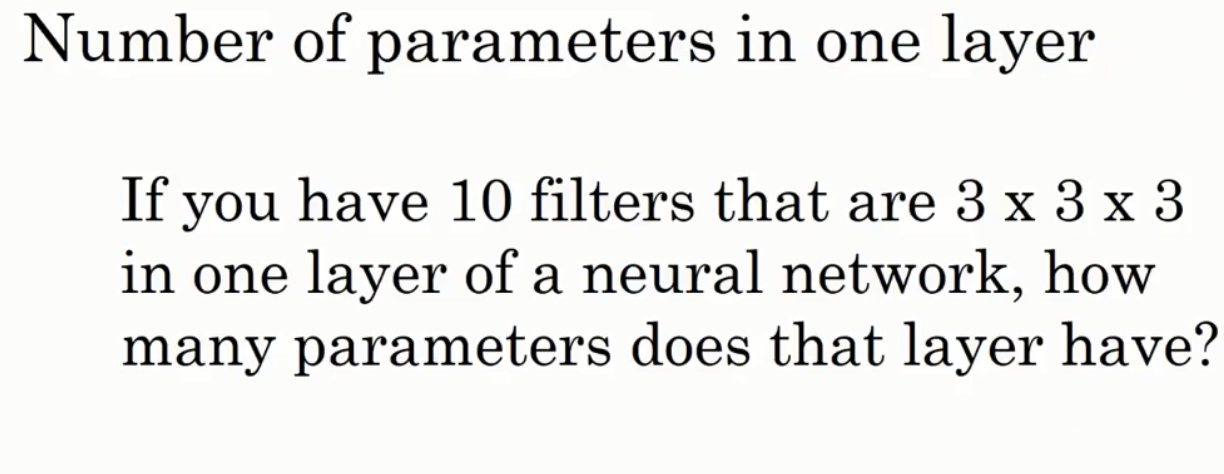 Number of parameters in one layer
If you have 10 filters that are 3 x 3 x 3
in one layer of a neural network, how
many parameters does that layer have?